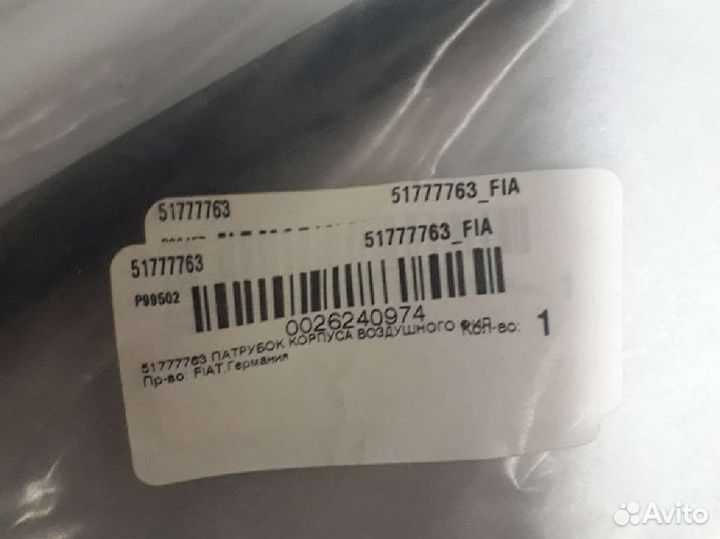 51777763 51777763_FIA
51777763 51777763_FIA
P99502
0026240974
51777763 ПАТРУБОК КОРПУСА ВОЗДУШНОГО Кол-во: 1
Пр-во: FIAT,Германия
Avito